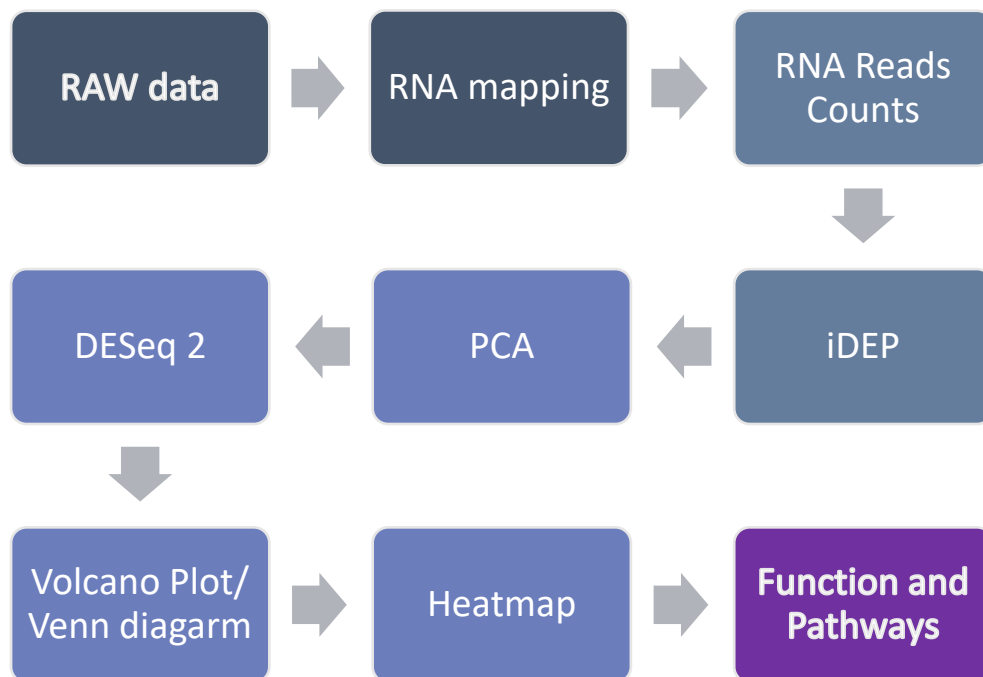 RAW data
RNA mapping
RNA Reads
Counts
iDEP
PCA
DESeq 2
Volcano Plot/
Venn diagarm
Heatmap
Function and
Pathways